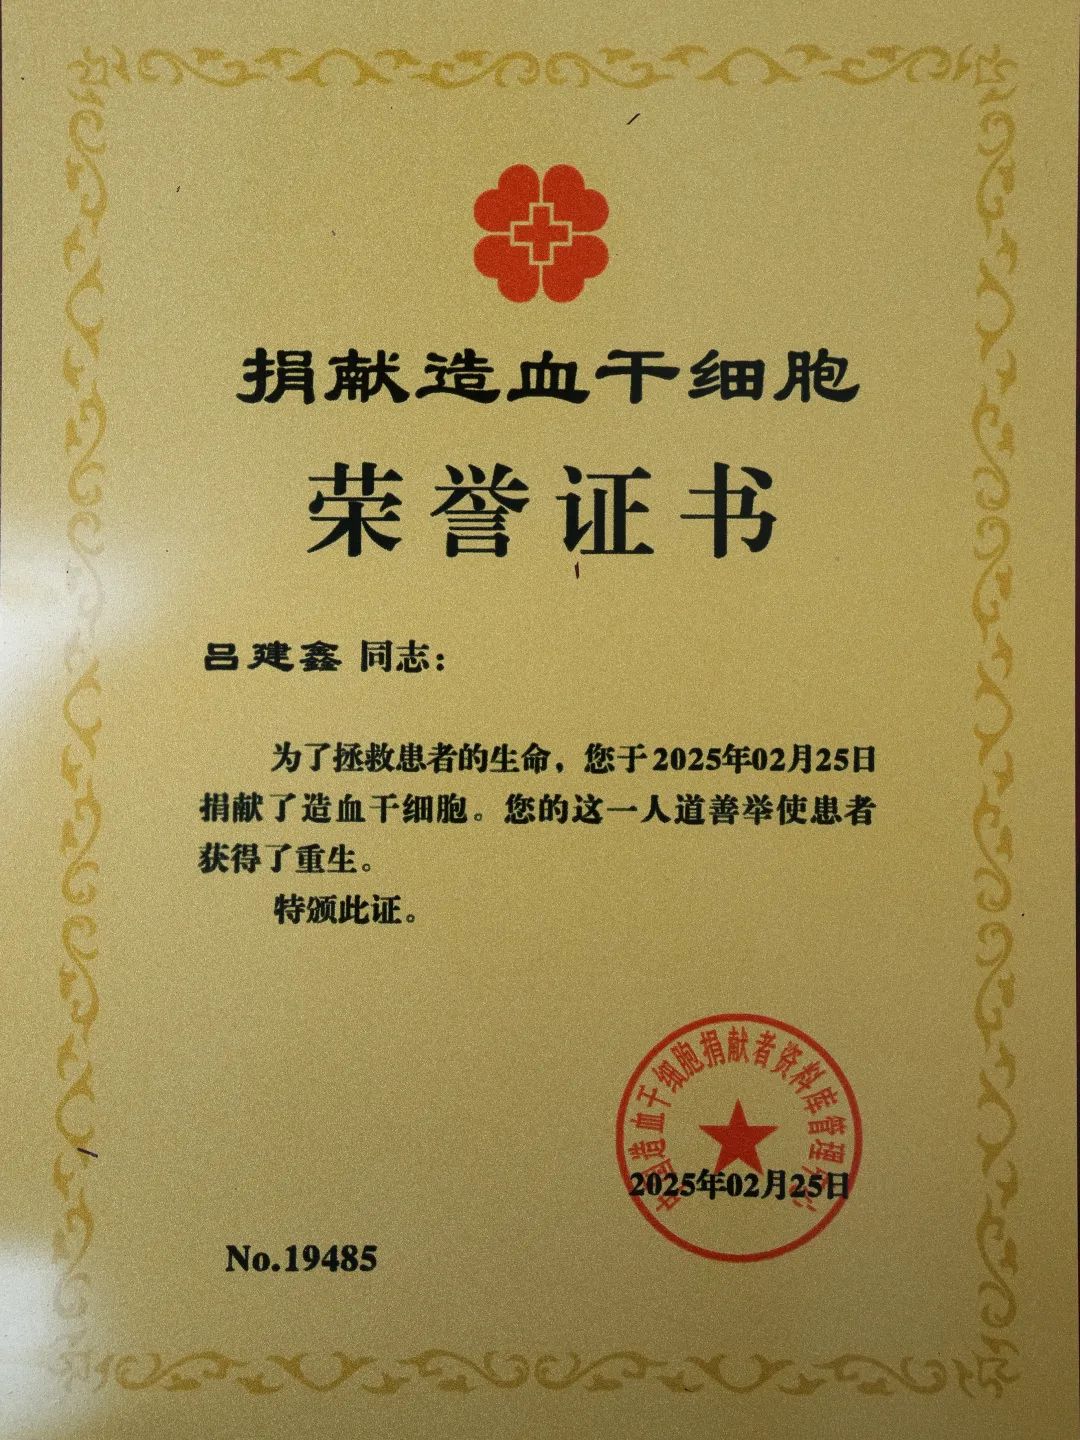 捐献造血干细胞
荣誉证书
吕建鑫 同志：
为了拯救患者的生命，您于2025年02月25日
捐献了造血干细胞。您的这一人道善举使患者
获得了重生。
特颁此证。
中国造血干细胞捐献者资料库管理中心
2025年02月25日
No.19485